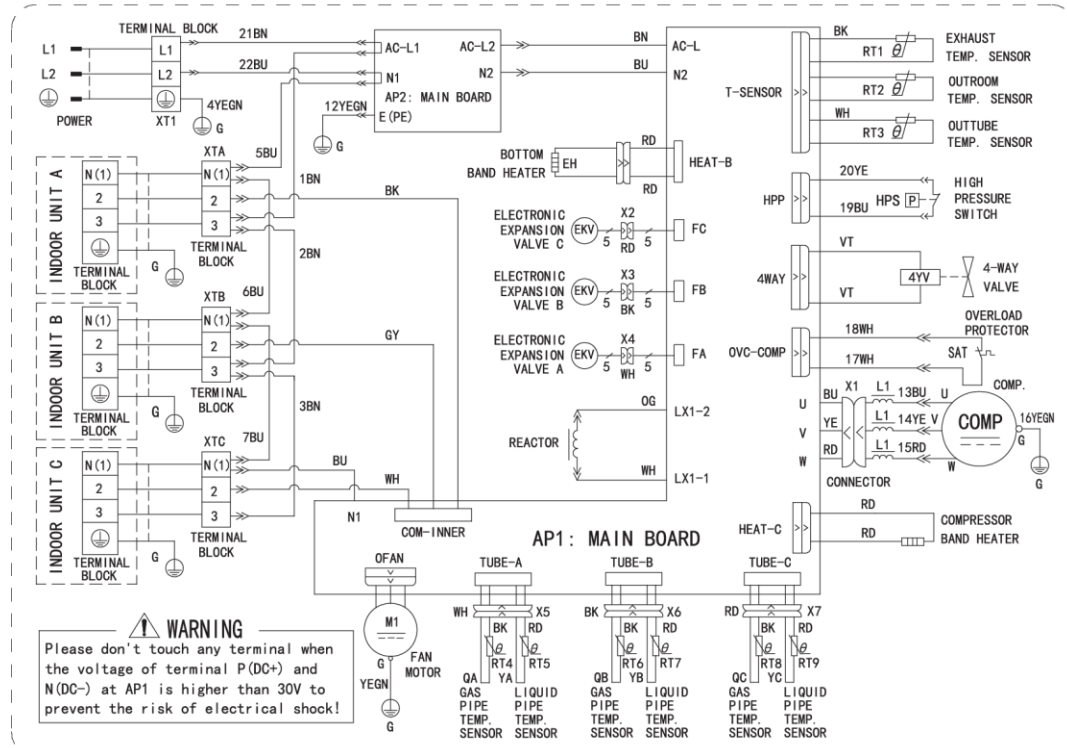 TERMINAL BLOCK
L1
L2
POWER
L1
L2
XT1
21BN
22BU
4YEGN
G
AC-L1
N1
AC-L2
N2
AP2: MAIN BOARD
E(PE)
12YEGN
G
BN
BU
AC-L
N2
T-SENSOR
BK
RT1 θ
EXHAUST
TEMP. SENSOR
RT2 θ
OUTROOM
TEMP. SENSOR
WH
RT3 θ
OUTTUBE
TEMP. SENSOR
INDOOR UNIT A
N(1)
2
3
TERMINAL
BLOCK
G
XTA
N(1)
2
3
TERMINAL
BLOCK
5BU
1BN
BK
2BN
6BU
BOTTOM
BAND HEATER
EH
RD
RD
HEAT-B
HPP
20YE
19BU
HPS
P
HIGH
PRESSURE
SWITCH
ELECTRONIC
EXPANSION
VALVE C
EKV
5
X2
RD
5
FC
ELECTRONIC
EXPANSION
VALVE B
EKV
5
X3
BK
5
FB
ELECTRONIC
EXPANSION
VALVE A
EKV
5
X4
WH
5
FA
4WAY
VT
VT
4YV
4-WAY
VALVE
INDOOR UNIT B
N(1)
2
3
TERMINAL
BLOCK
G
XTB
N(1)
2
3
TERMINAL
BLOCK
GY
3BN
7BU
OVC-COMP
18WH
17WH
OVERLOAD
PROTECTOR
SAT
REACTOR
OG
WH
LX1-2
LX1-1
U
V
W
BU
YE
RD
X1
CONNECTOR
L1
13BU
U
L1
14YE
V
L1
15RD
W
COMP.
COMP
16YEGN
G
G
INDOOR UNIT C
N(1)
2
3
TERMINAL
BLOCK
G
XTC
N(1)
2
3
TERMINAL
BLOCK
BU
WH
N1
COM-INNER
HEAT-C
RD
RD
COMPRESSOR
BAND HEATER
AP1: MAIN BOARD
OFAN
M1
G
YEGN
FAN
MOTOR
G
TUBE-A
WH
X5
BK
RD
θ
RT4
θ
RT5
QA
YA
GAS
PIPE
TEMP.
SENSOR
LIQUID
PIPE
TEMP.
SENSOR
TUBE-B
BK
X6
BK
RD
θ
RT6
θ
RT7
QB
YB
GAS
PIPE
TEMP.
SENSOR
LIQUID
PIPE
TEMP.
SENSOR
TUBE-C
RD
X7
BK
RD
θ
RT8
θ
RT9
QC
YC
GAS
PIPE
TEMP.
SENSOR
LIQUID
PIPE
TEMP.
SENSOR
WARNING
Please don't touch any terminal when
the voltage of terminal P(DC+) and
N(DC-) at AP1 is higher than 30V to
prevent the risk of electrical shock!